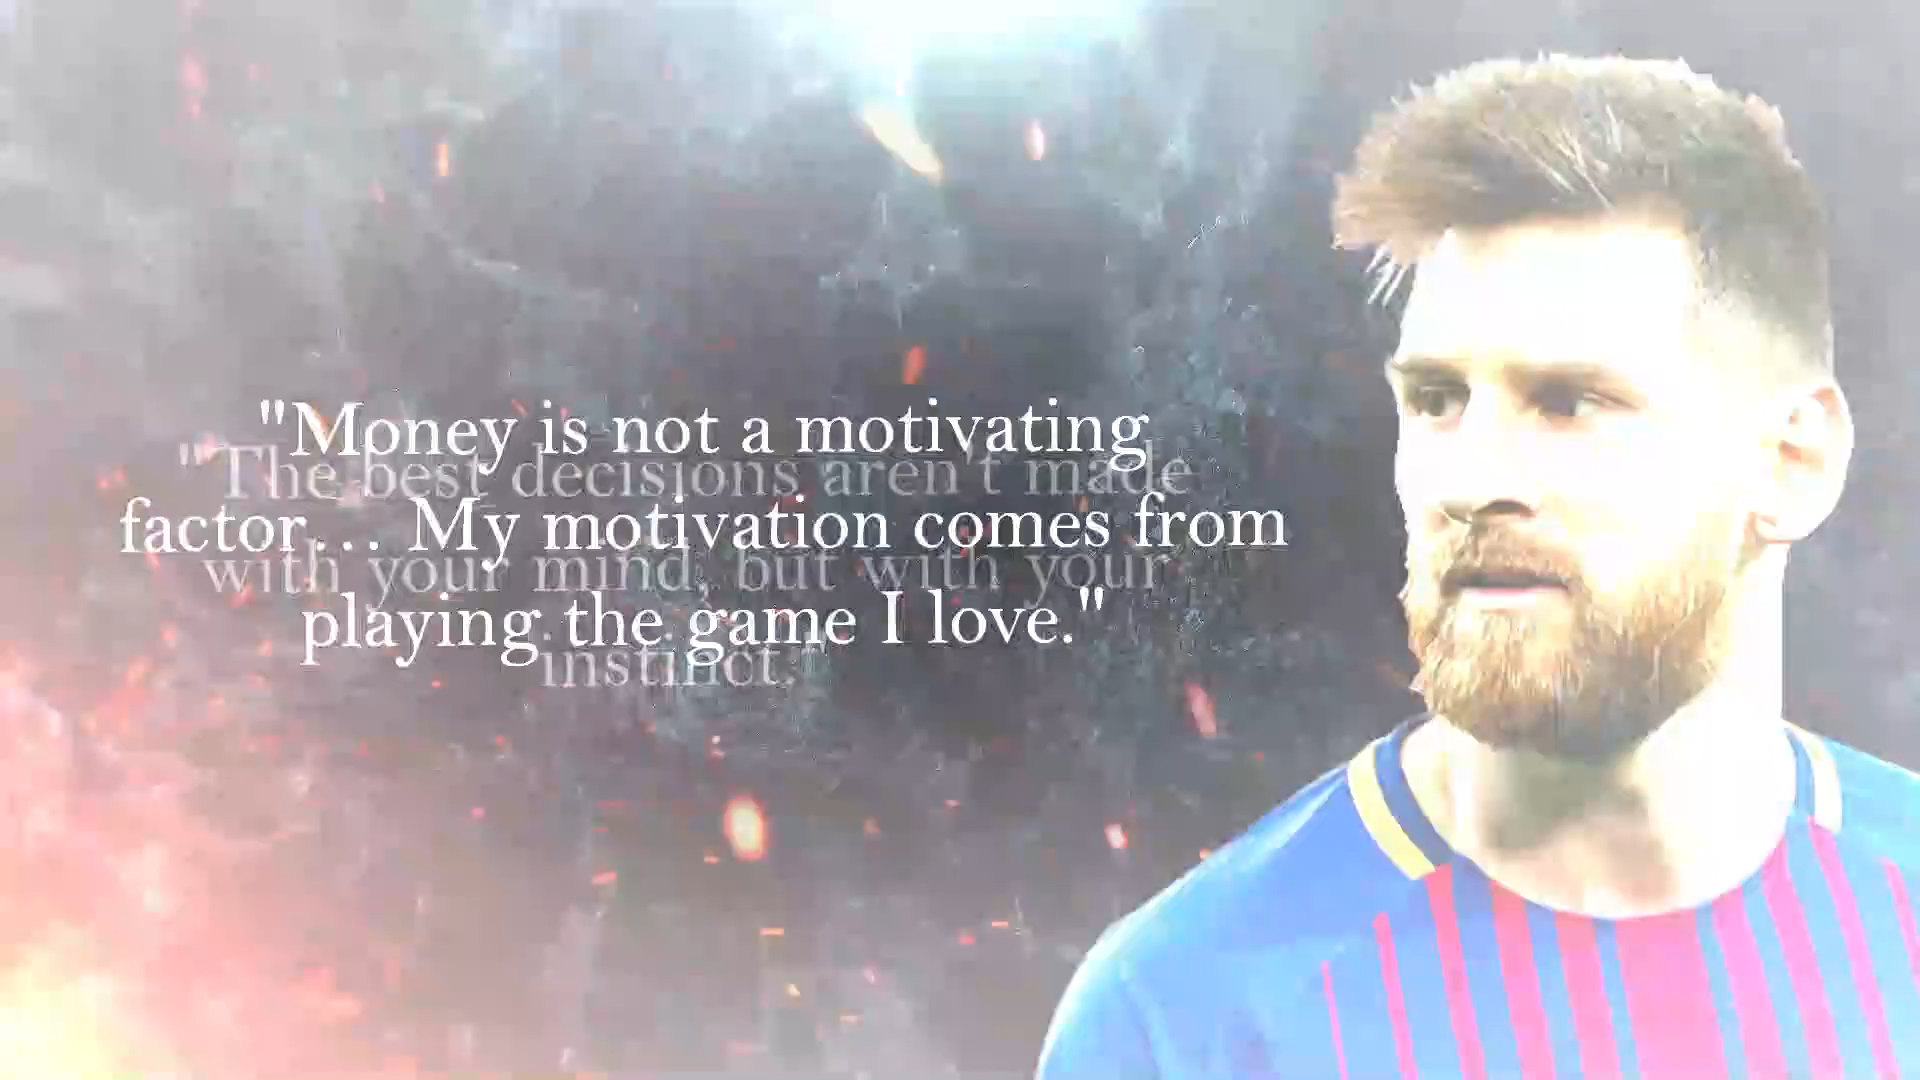 "Money is not a motivating
factor… My motivation comes from
playing the game I love."
"The best decisions aren't made
with your mind, but with your
instinct."